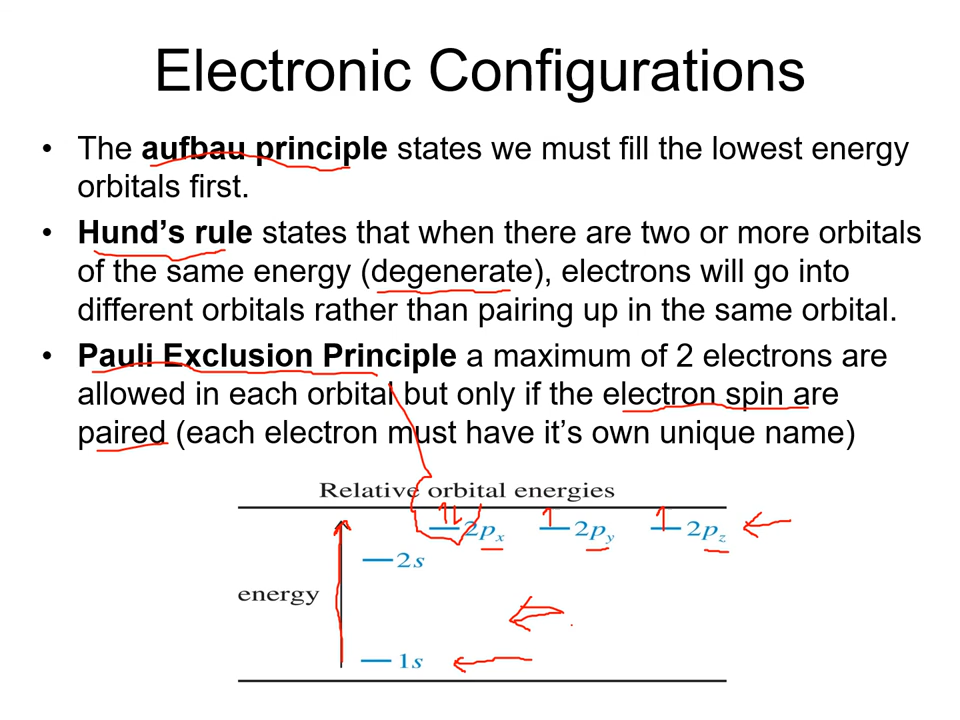 Electronic Configurations
• The aufbau principle states we must fill the lowest energy
orbitals first.
• Hund’s rule states that when there are two or more orbitals
of the same energy (degenerate), electrons will go into
different orbitals rather than pairing up in the same orbital.
• Pauli Exclusion Principle a maximum of 2 electrons are
allowed in each orbital but only if the electron spin are
paired (each electron must have it’s own unique name)
Relative orbital energies
2px 2py 2pz
2s
energy
1s